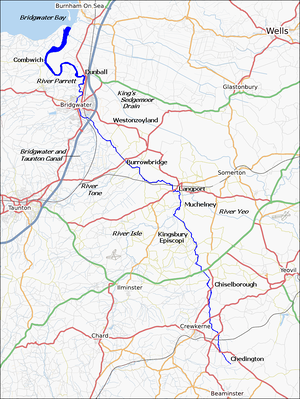 Burnham On Sea
Bridgwater Bay
Wells
Combwich
Dunball
River Parrett
Glastonbury
King's
Sedgemoor
Drain
Bridgwater
Westonzoyland
Bridgwater and
Taunton Canal
Burrowbridge
Somerton
River
Tone
Langport
Taunton
Muchelney
River Yeo
River Isle
Kingsbury
Episcopi
Yeovil
Ilminster
Chiselborough
Crewkerne
Chard
Chedington
Beaminster